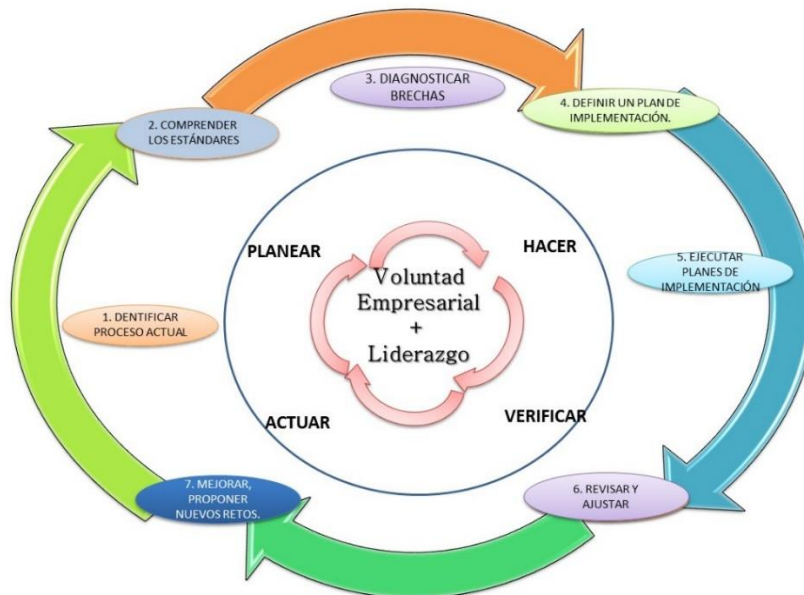 3. DIAGNOSTICAR
BRECHAS
4. DEFINIR UN PLAN DE
IMPLEMENTACIÓN.
2. COMPRENDER
LOS ESTÁNDARES
PLANEAR
HACER
5. EJECUTAR
PLANES DE
IMPLEMENTACIÓN
Voluntad
Empresarial
+
Liderazgo
1. DENTIFICAR
PROCESO ACTUAL
ACTUAR
VERIFICAR
7. MEJORAR,
PROPONER
NUEVOS RETOS.
6. REVISAR Y
AJUSTAR